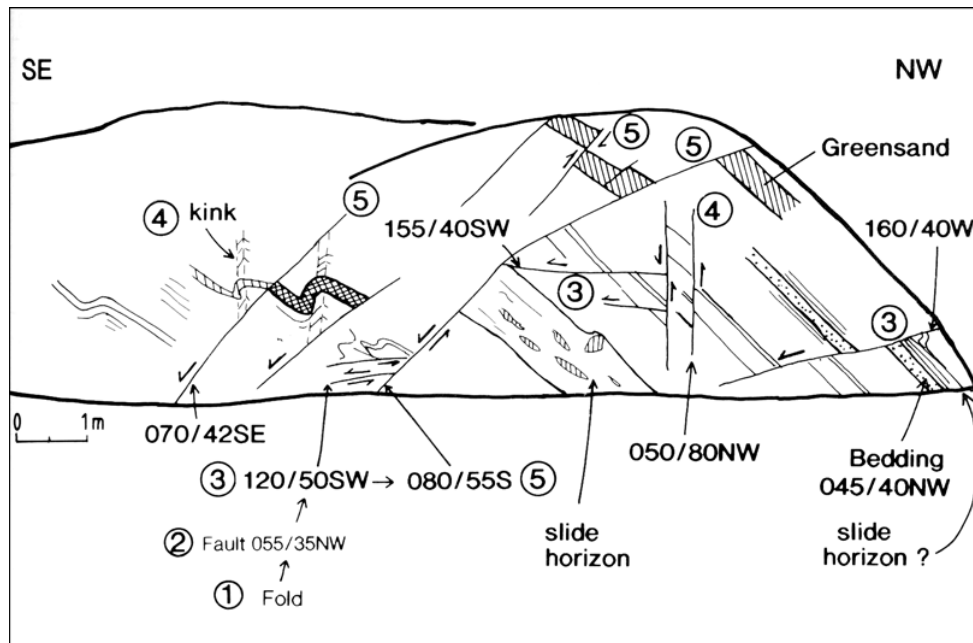 SE
NW
⑤
⑤
Greensand
④ kink
⑤
155/40SW
④
160/40W
③
③
0 1m
070/42SE
050/80NW
Bedding
045/40NW
③ 120/50SW → 080/55S ⑤
② Fault 055/35NW
① Fold
slide
horizon
slide
horizon ?